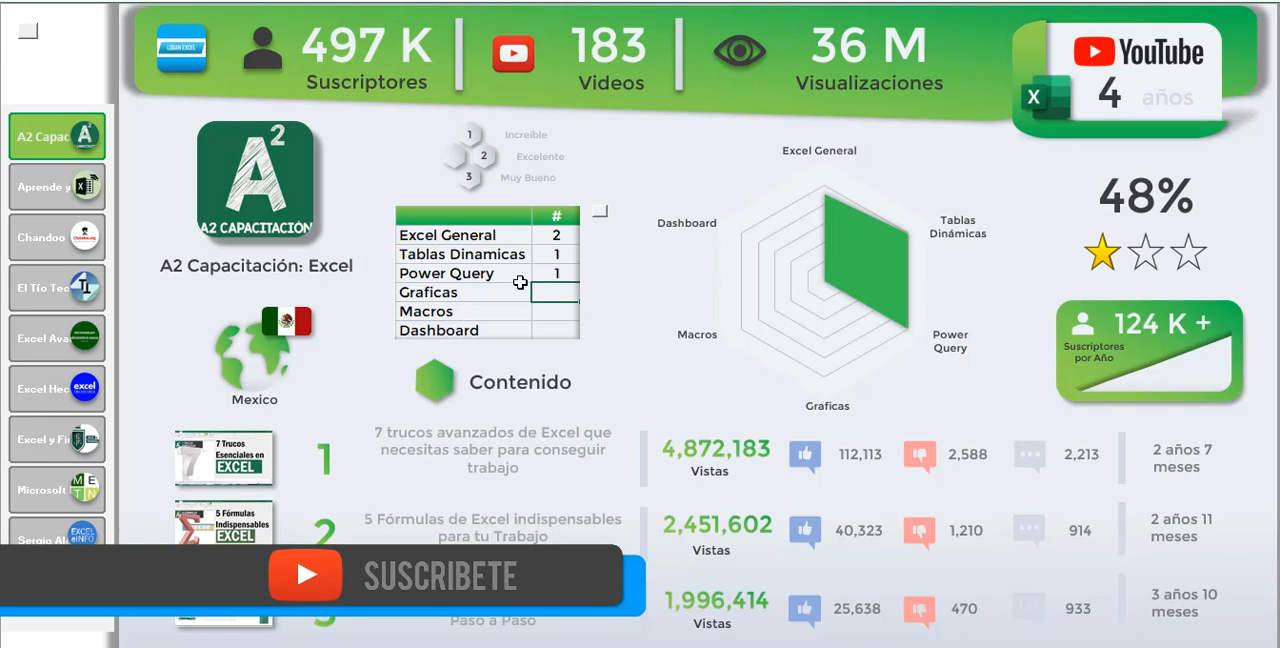 497 K
Suscriptores
183
Videos
36 M
Visualizaciones
YouTube
4 años
A2 Capac
Aprende y
Chandoo
El Tío Tec
Excel Ava
Excel Hec
excel
Excel y Fi
Microsoft
Sergio Al
EXCEL
eINFO
A2
A2 CAPACITACIÓN
A2 Capacitación: Excel
Mexico
1 Increible
2 Excelente
3 Muy Bueno
#
Excel General 2
Tablas Dinamicas 1
Power Query 1
Graficas
Macros
Dashboard
Contenido
Excel General
Tablas
Dinámicas
Power
Query
Graficas
Macros
Dashboard
48%
124 K +
Suscriptores
por Año
7 Trucos
Esenciales en
EXCEL
1
7 trucos avanzados de Excel que
necesitas saber para conseguir
trabajo
4,872,183
Vistas
112,113
2,588
2,213
2 años 7
meses
5 Fórmulas
Indispensables
EXCEL
2
5 Fórmulas de Excel indispensables
para tu Trabajo
2,451,602
Vistas
40,323
1,210
914
2 años 11
meses
SUSCRIBETE
Paso a Paso
1,996,414
Vistas
25,638
470
933
3 años 10
meses